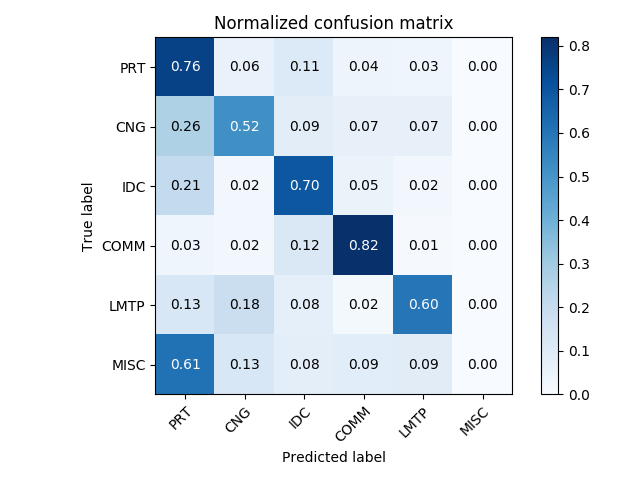 Normalized confusion matrix
PRT 0.76 0.06 0.11 0.04 0.03 0.00
CNG 0.26 0.52 0.09 0.07 0.07 0.00
IDC 0.21 0.02 0.70 0.05 0.02 0.00
COMM 0.03 0.02 0.12 0.82 0.01 0.00
LMTP 0.13 0.18 0.08 0.02 0.60 0.00
MISC 0.61 0.13 0.08 0.09 0.09 0.00
True label
PRT CNG IDC COMM LMTP MISC
Predicted label
0.8
0.7
0.6
0.5
0.4
0.3
0.2
0.1
0.0